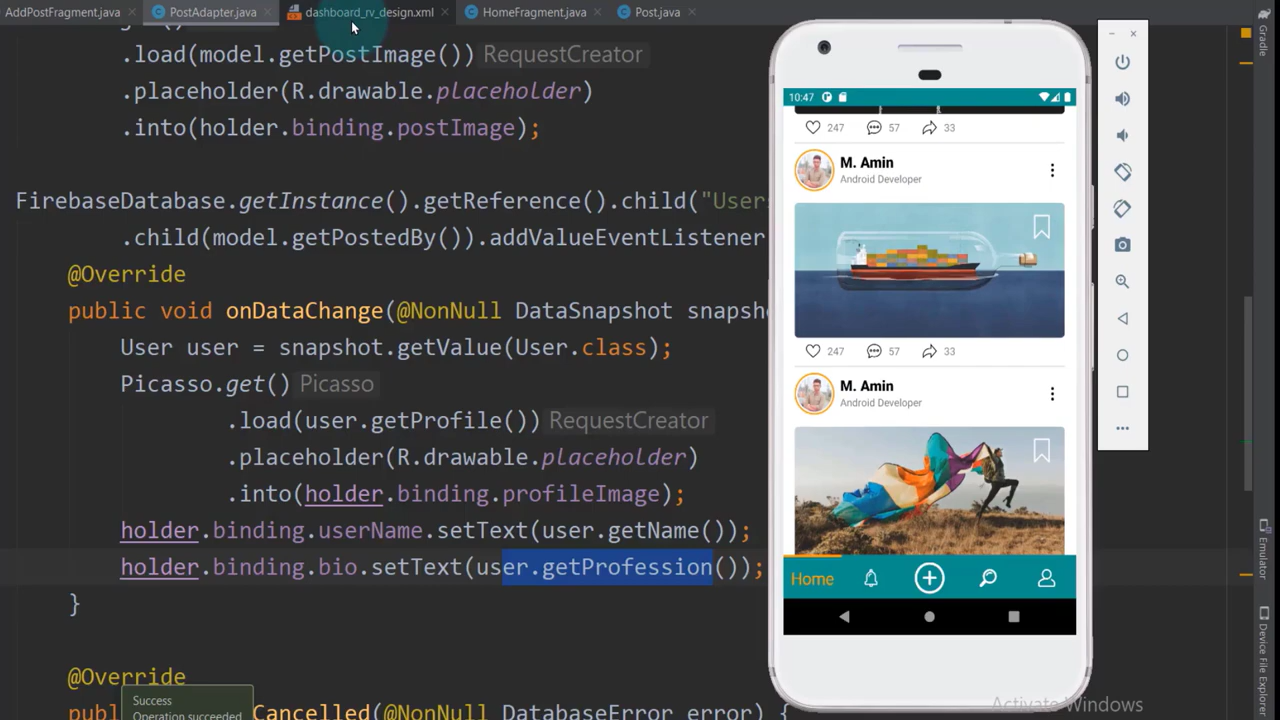 AddPostFragment.java
PostAdapter.java
dashboard_rv_design.xml
HomeFragment.java
Post.java
.load(model.getPostImage()) RequestCreator
.placeholder(R.drawable.placeholder)
.into(holder.binding.postImage);
FirebaseDatabase.getInstance().getReference().child("Users
.child(model.getPostedBy()).addValueEventListener
@Override
public void onDataChange(@NonNull DataSnapshot snapsho
User user = snapshot.getValue(User.class);
Picasso.get() Picasso
.load(user.getProfile()) RequestCreator
.placeholder(R.drawable.placeholder)
.into(holder.binding.profileImage);
holder.binding.userName.setText(user.getName());
holder.binding.bio.setText(user.getProfession());
}
@Override
Cancelled(@NonNull DatabaseError error) {
Success
Operation succeeded
10:47
247 57 33
M. Amin
Android Developer
247 57 33
M. Amin
Android Developer
Home
Gradle
Emulator
Device File Explorer
Activate Windows